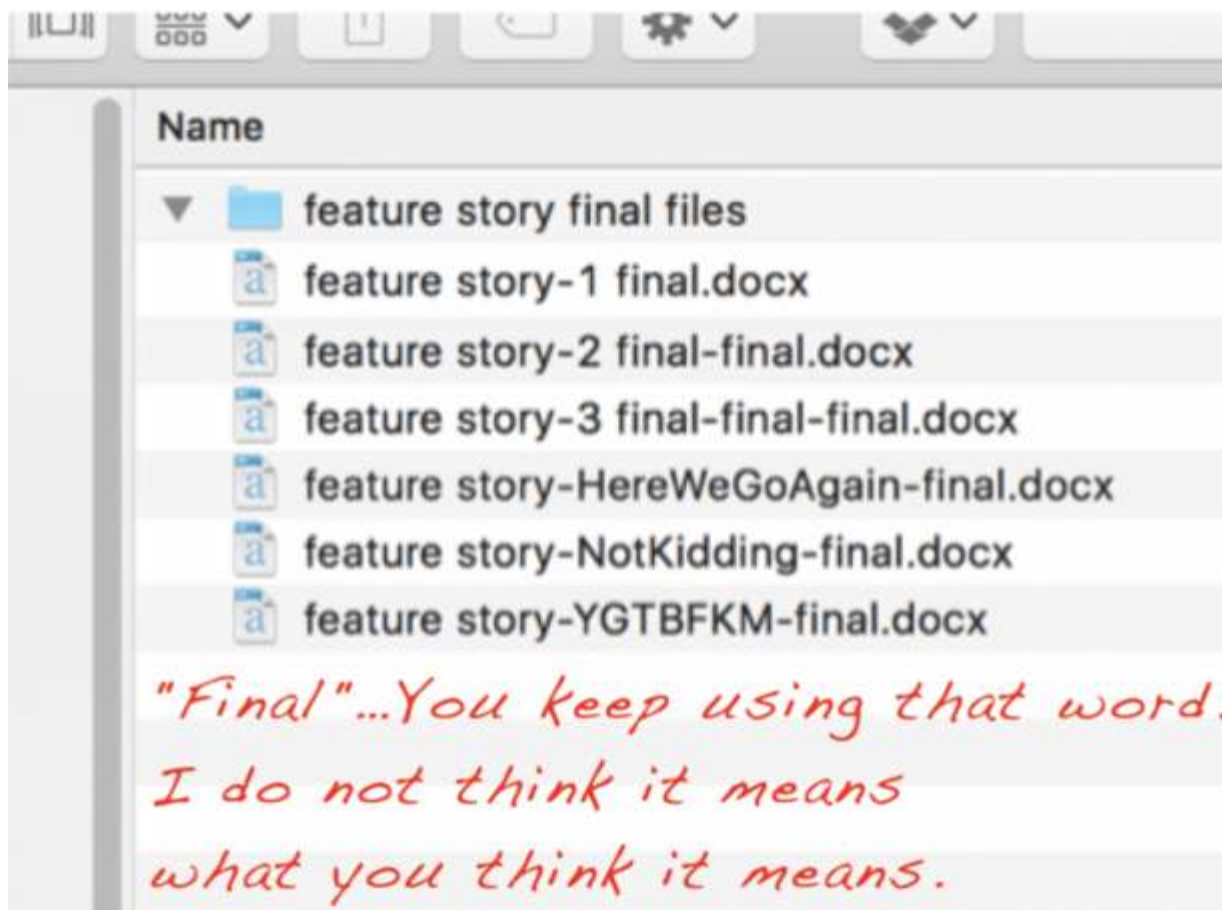 Name
feature story final files
feature story-1 final.docx
feature story-2 final-final.docx
feature story-3 final-final-final.docx
feature story-HereWeGoAgain-final.docx
feature story-NotKidding-final.docx
feature story-YGTBFKM-final.docx
"Final"...You keep using that word.
I do not think it means
what you think it means.